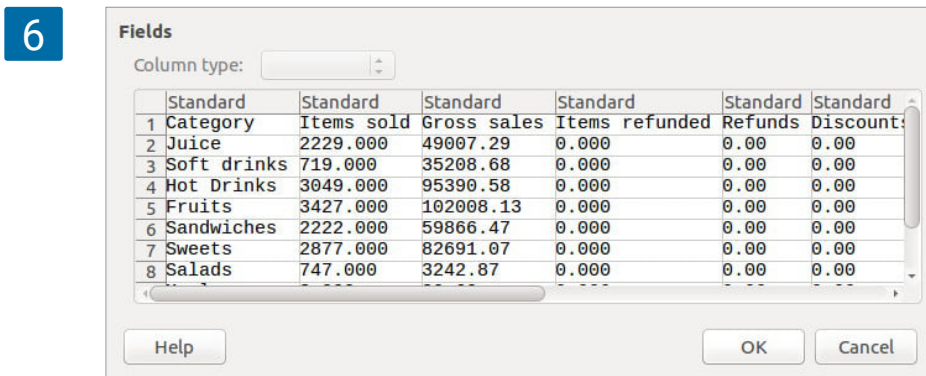 6
Fields
Column type:
Standard Standard Standard Standard Standard Standard
1 Category Items sold Gross sales Items refunded Refunds Discounts
2 Juice 2229.000 49007.29 0.000 0.00 0.00
3 Soft drinks 719.000 35208.68 0.000 0.00 0.00
4 Hot Drinks 3049.000 95390.58 0.000 0.00 0.00
5 Fruits 3427.000 102008.13 0.000 0.00 0.00
6 Sandwiches 2222.000 59866.47 0.000 0.00 0.00
7 Sweets 2877.000 82691.07 0.000 0.00 0.00
8 Salads 747.000 3242.87 0.000 0.00 0.00
Help OK Cancel